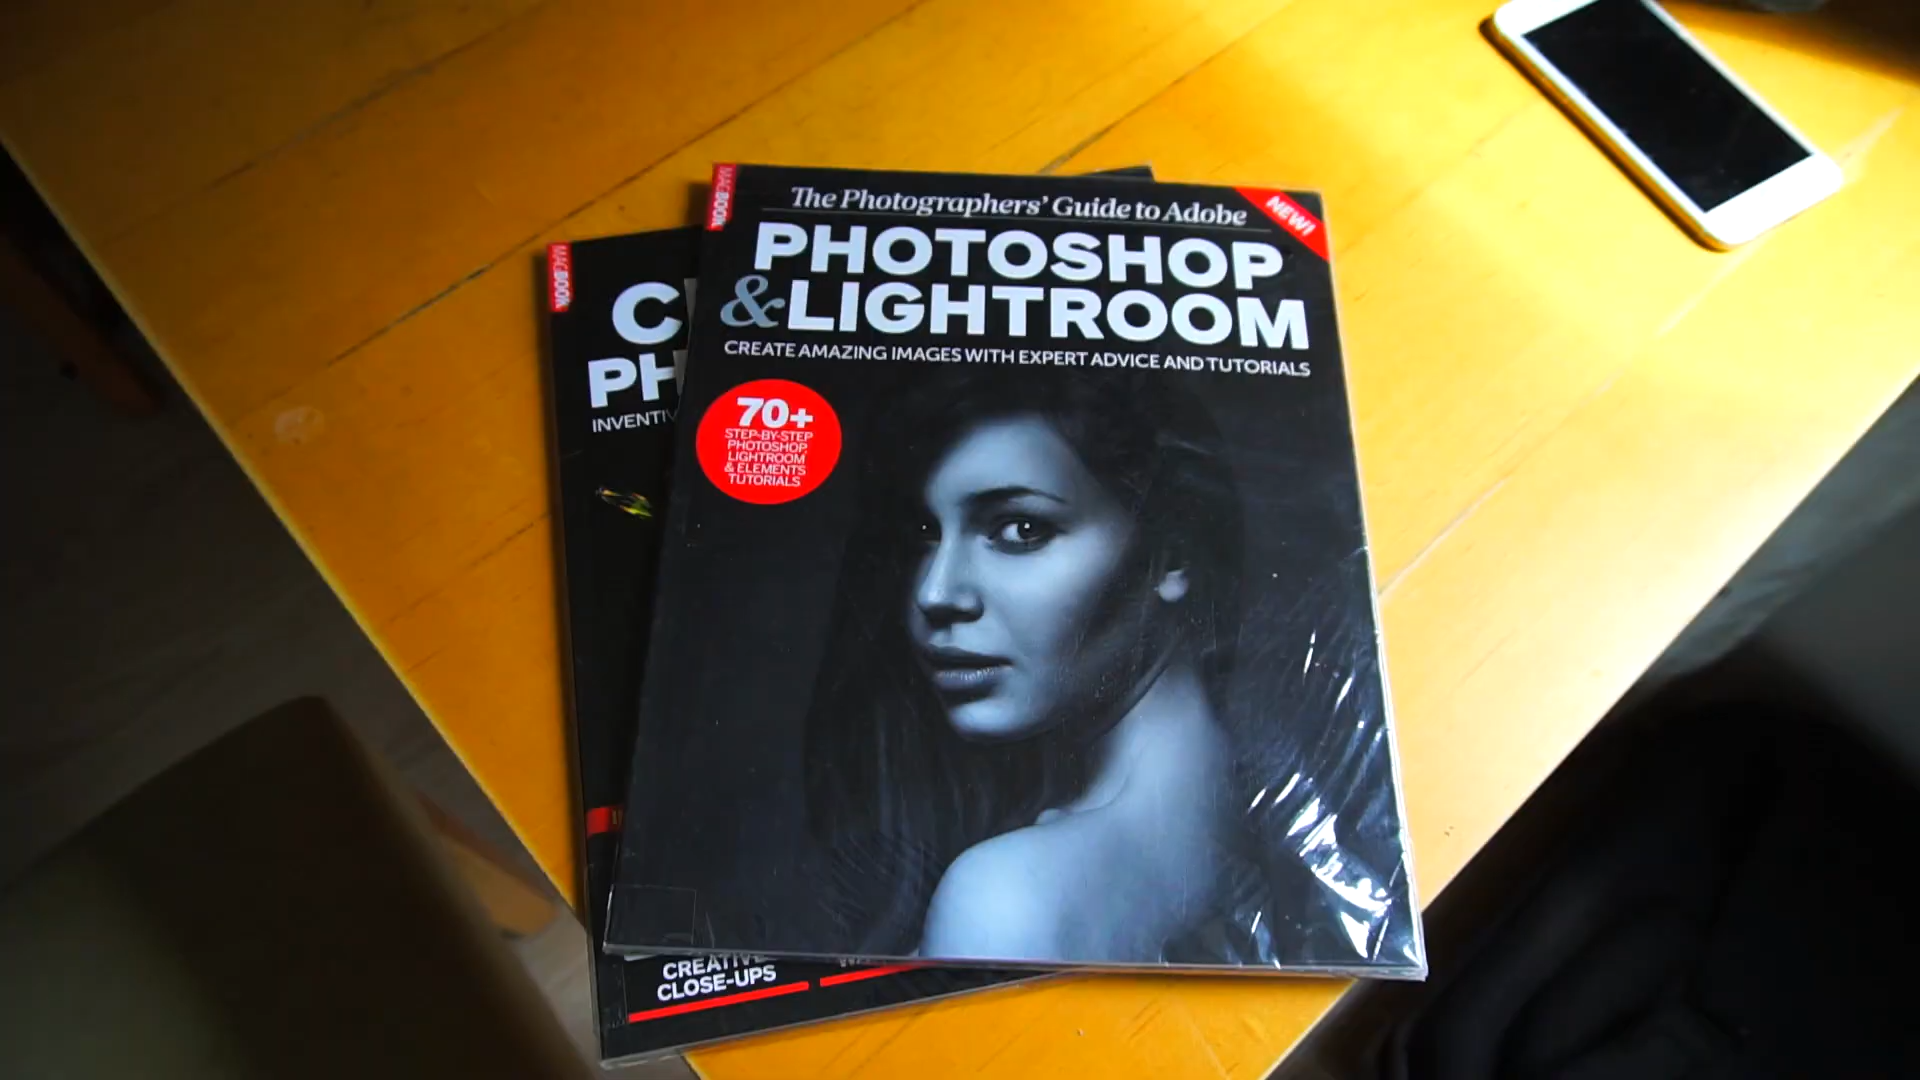 MAGBOOK
The Photographers' Guide to Adobe
NEW!
PHOTOSHOP
& LIGHTROOM
CREATE AMAZING IMAGES WITH EXPERT ADVICE AND TUTORIALS
70+
STEP-BY-STEP
PHOTOSHOP,
LIGHTROOM
& ELEMENTS
TUTORIALS
MAGBOOK
C
PH
INVENTIV
CREATIVE
CLOSE-UPS